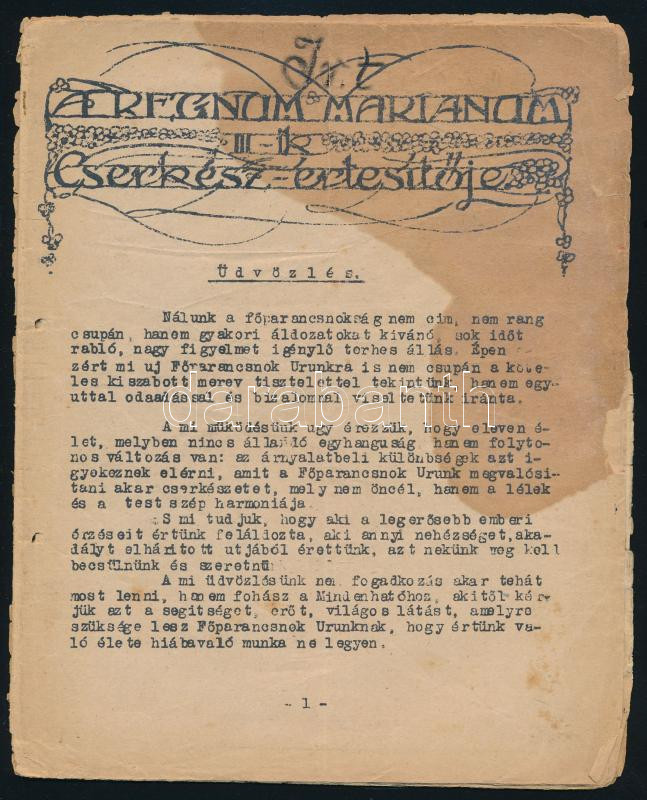 A REGNUM MARIANUM
III-ik
Cserkész-értesítője
Üdvözlés.
Nálunk a főparancsnokság nem cim, nem rang
csupán, hanem gyakori áldozatokat kivánó, sok időt
rabló, nagy figyelmet igénylő terhes állás. Épen
zért mi uj Főparancsnok Urunkra is nem csupán a köte-
les kiszabott merev tisztelettel tekintünk, hanem egy-
uttal odaadással és bizalommal viseltetünk iránta.
A mi müködésünk ugy érezzük, hogy eleven é-
let, melyben nincs állandó egyhanguság, hanem folyto-
nos változás van: az árnyalatbeli különbségek azt i-
gyekeznek elérni, amit a Főparancsnok Urunk megvalósi-
tani akar cserkészetet, mely nem öncél, hanem a lélek
és a test szép harmoniája.
S mi tudjuk, hogy aki a legerősebb emberi
érzéseit értünk feláldozta, aki annyi nehézséget,aka-
dályt elháritott utjából érettünk, azt nekünk meg kell
becsülnünk és szeretnü
A mi üdvözlésünk nem fogadkozás akar tehát
most lenni, hanem fohász a Mindenhatóhoz, akitől kér-
jük azt a segitséget, erőt, világos látást, amelyre
szüksége lesz Főparancsnok Urunknak, hogy értünk va-
ló élete hiábavaló munka ne legyen.
- 1 -
darabanth